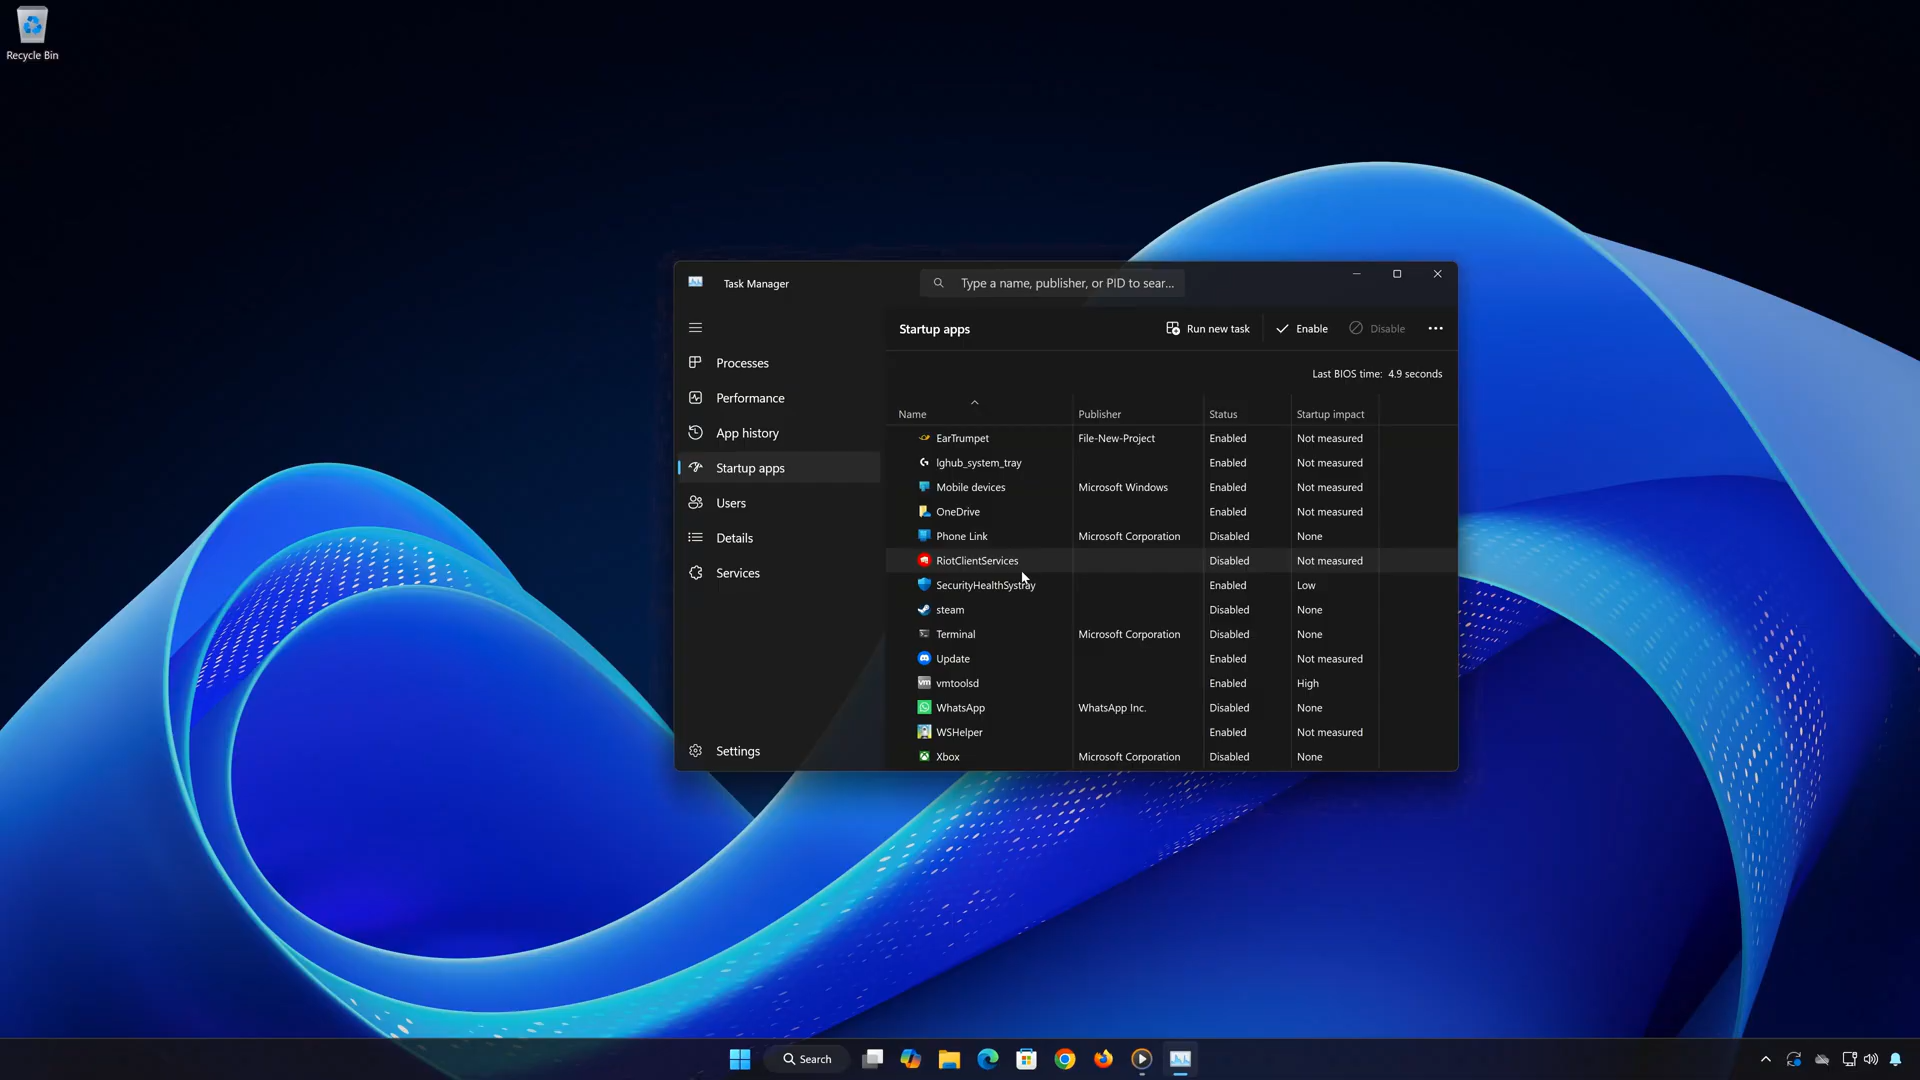 Recycle Bin
Task Manager
Type a name, publisher, or PID to sear...
Startup apps
Run new task
Enable
Disable
Processes
Performance
App history
Startup apps
Users
Details
Services
Settings
Last BIOS time: 4.9 seconds
Name Publisher Status Startup impact
EarTrumpet File-New-Project Enabled Not measured
lghub_system_tray Enabled Not measured
Mobile devices Microsoft Windows Enabled Not measured
OneDrive Enabled Not measured
Phone Link Microsoft Corporation Disabled None
RiotClientServices Disabled Not measured
SecurityHealthSystray Enabled Low
steam Disabled None
Terminal Microsoft Corporation Disabled None
Update Enabled Not measured
vm vmtoolsd Enabled High
WhatsApp WhatsApp Inc. Disabled None
WSHelper Enabled Not measured
Xbox Microsoft Corporation Disabled None
Search